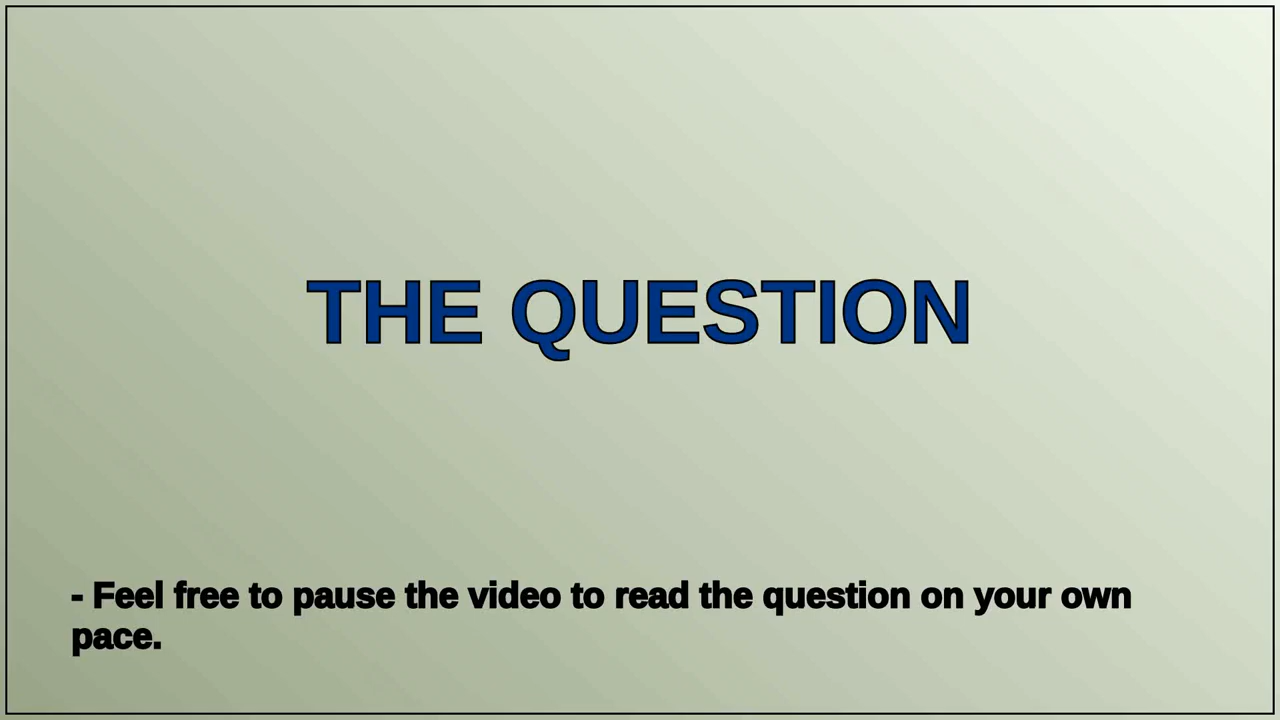 THE QUESTION
- Feel free to pause the video to read the question on your own
pace.